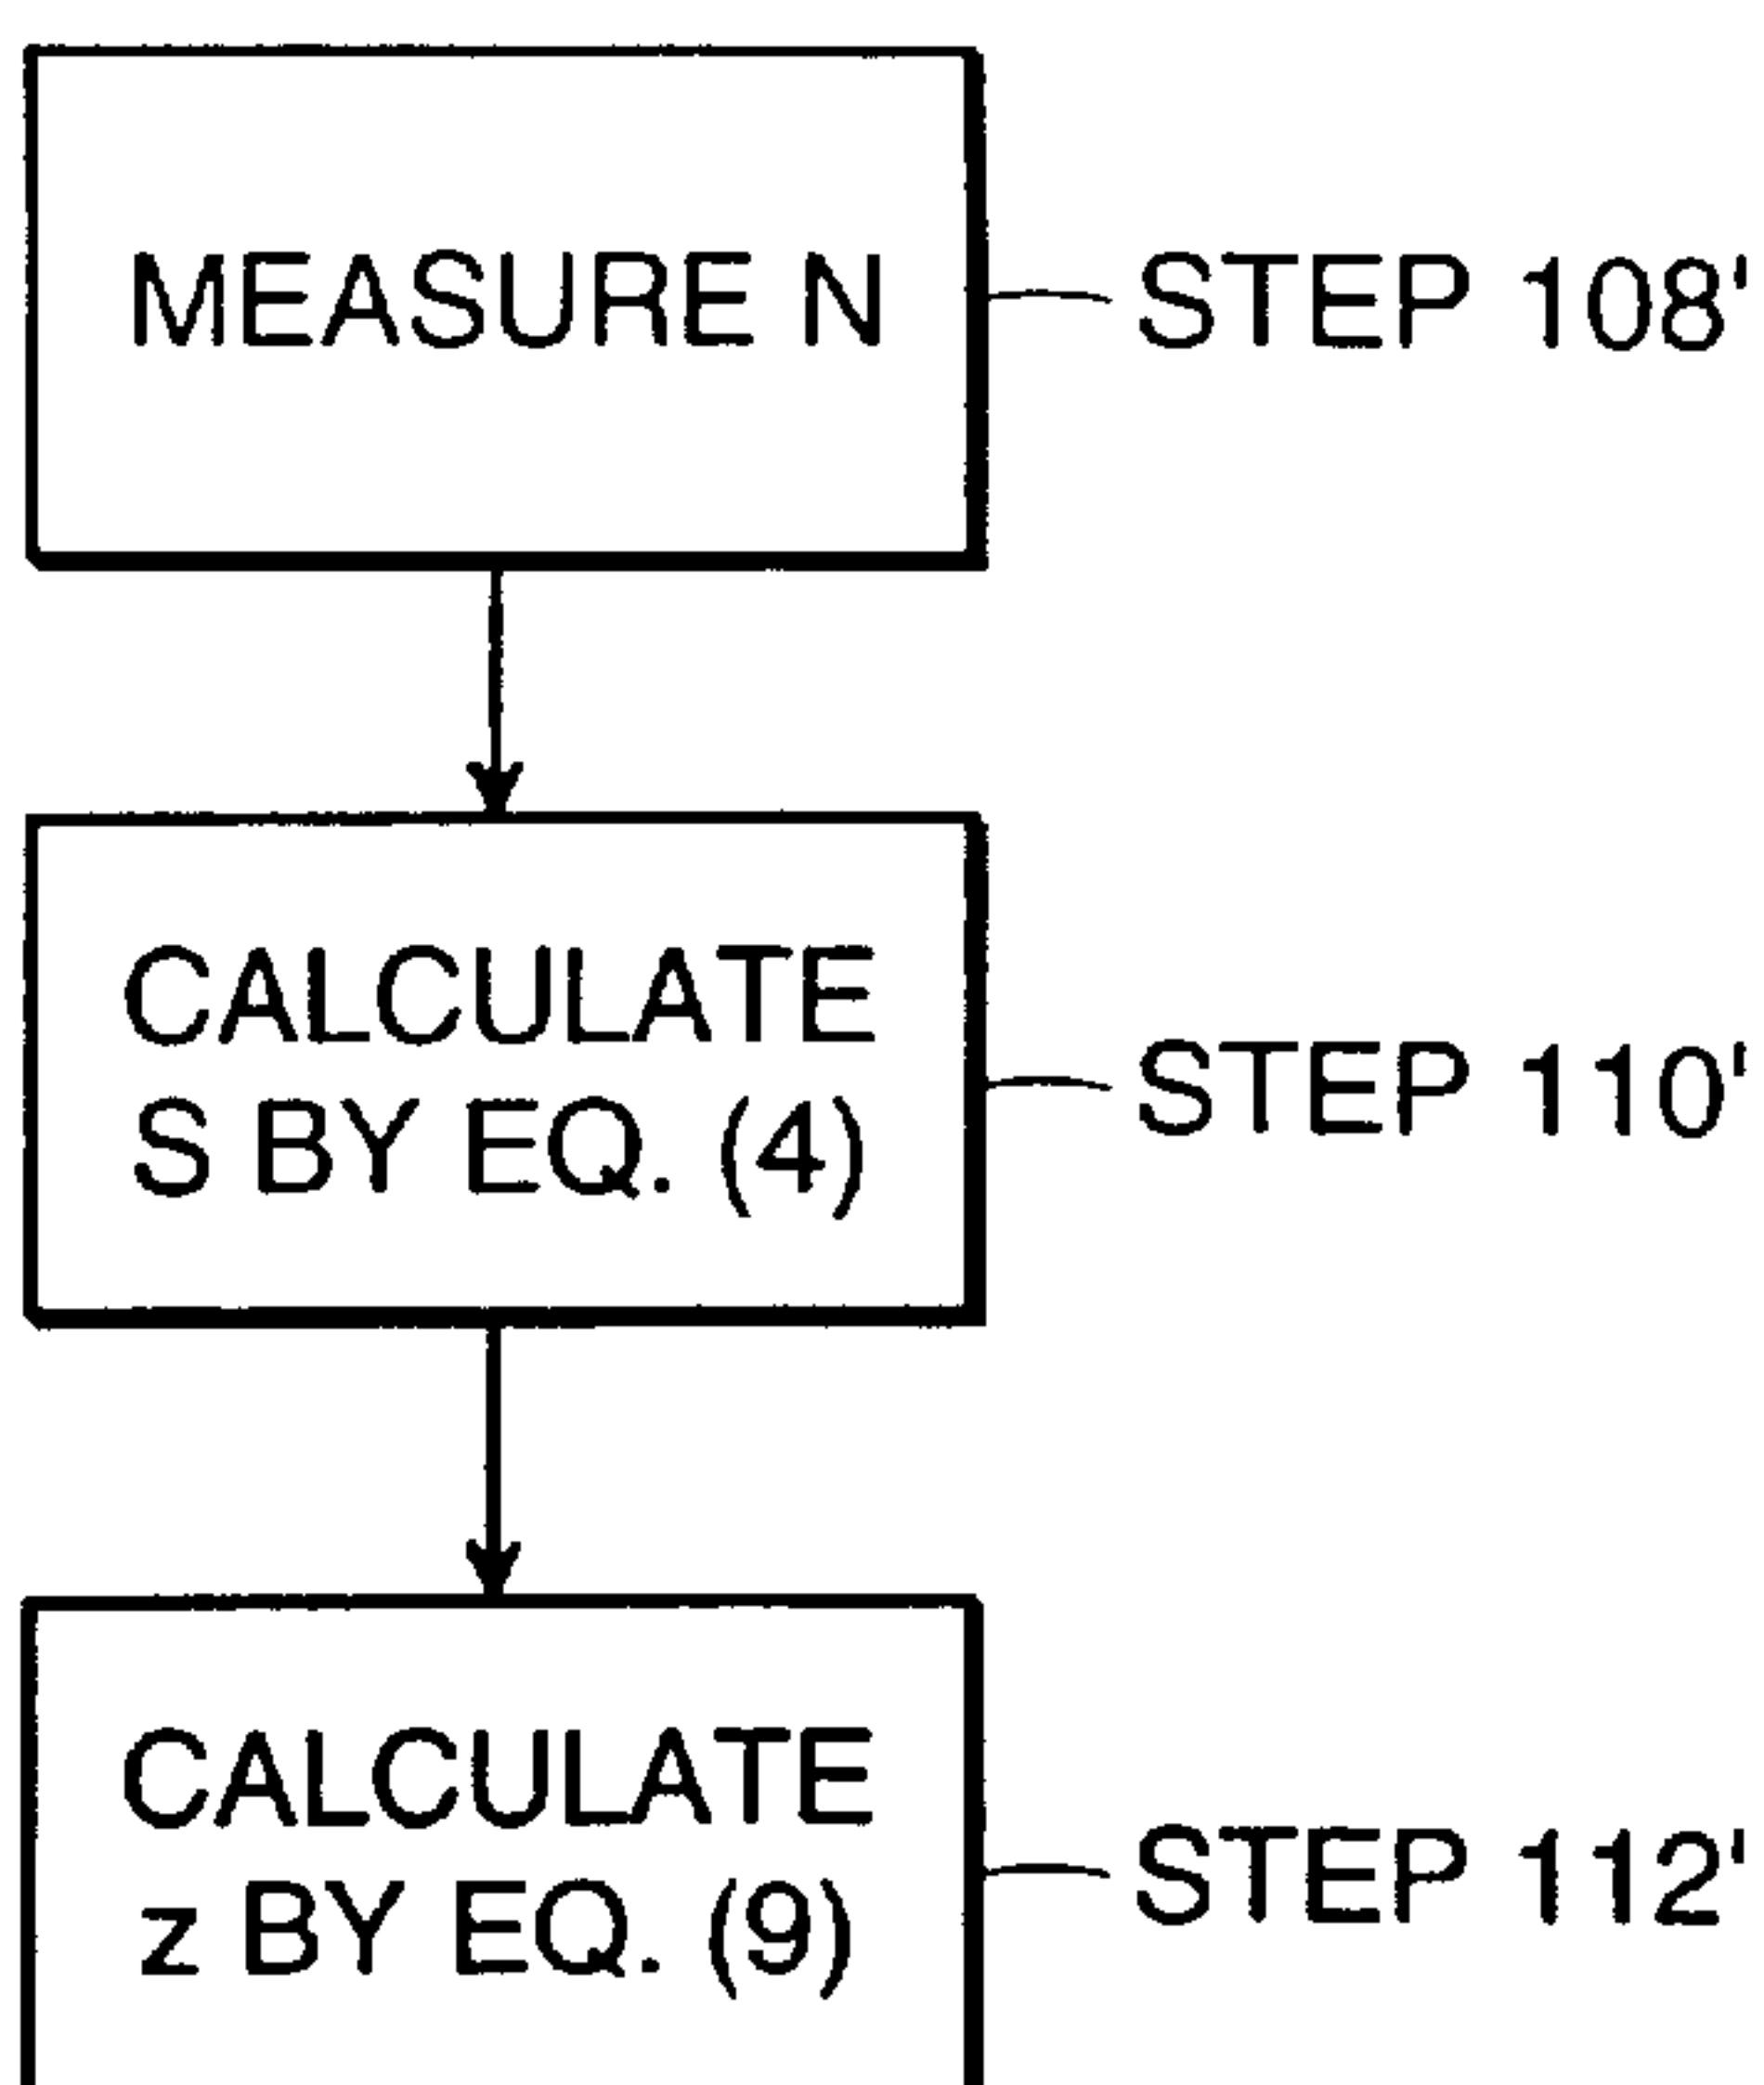 MEASURE N
STEP 108'
CALCULATE
S BY EQ. (4)
STEP 110'
CALCULATE
z BY EQ. (9)
STEP 112'